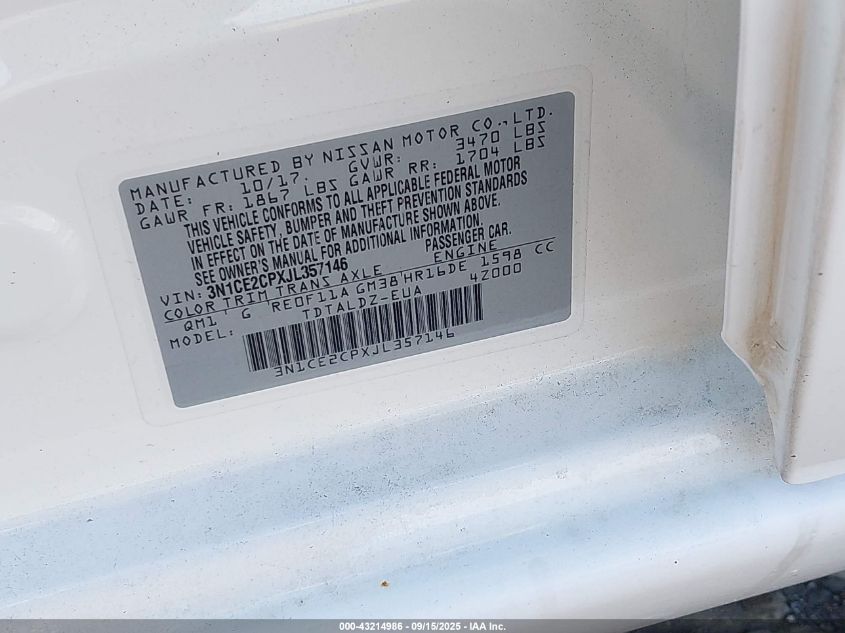 MANUFACTURED BY NISSAN MOTOR CO.,LTD.
DATE: 10/17 GVWR: 3470 LBS
GAWR FR: 1867 LBS GAWR RR: 1704 LBS
THIS VEHICLE CONFORMS TO ALL APPLICABLE FEDERAL MOTOR
VEHICLE SAFETY, BUMPER AND THEFT PREVENTION STANDARDS
IN EFFECT ON THE DATE OF MANUFACTURE SHOWN ABOVE.
SEE OWNER'S MANUAL FOR ADDITIONAL INFORMATION.
VIN: 3N1CE2CPXJL357146 PASSENGER CAR.
COLOR TRIM TRANS AXLE ENGINE
QM1 G REOF11A GM38 HR16DE 1598 CC
MODEL: TDTALDZ-EUA 4Z000
3N1CE2CPXJL357146
000-43214986 - 09/15/2025 - IAA Inc.